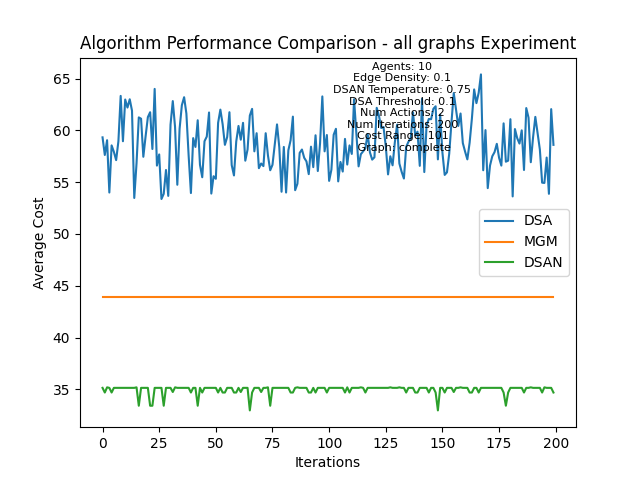 Algorithm Performance Comparison - all graphs Experiment
Agents: 10
Edge Density: 0.1
DSAN Temperature: 0.75
DSA Threshold: 0.1
Num Actions: 2
Num Iterations: 200
Cost Range: 101
Graph: complete
65
60
55
50
45
40
35
Average Cost
DSA
MGM
DSAN
0
25
50
75
100
125
150
175
200
Iterations